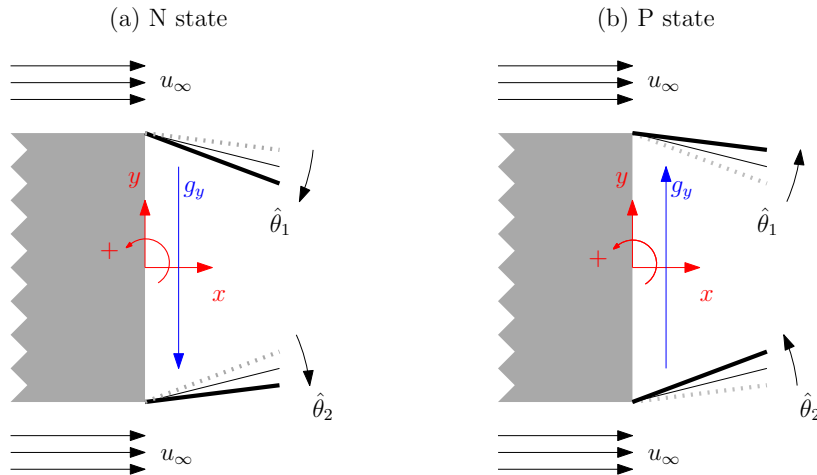 (a) N state
(b) P state
u∞
u∞
y
g_y
θ̂₁
+
x
y
g_y
θ̂₁
+
x
θ̂₂
θ̂₂
u∞
u∞